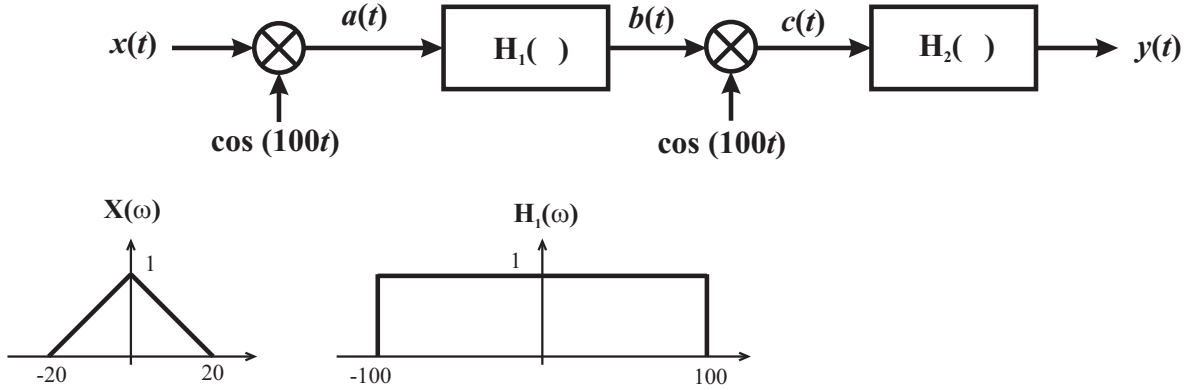 x(t) a(t) H₁( ) b(t) c(t) H₂( ) y(t)
cos (100t) cos (100t)
X(ω) H₁(ω)
1 1
-20 20 -100 100